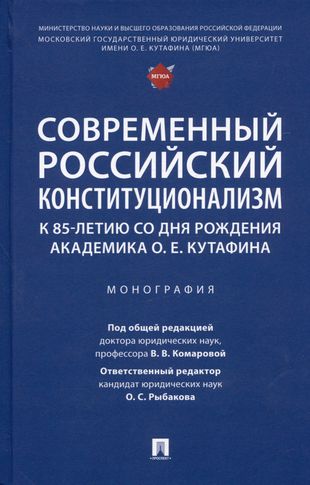 МИНИСТЕРСТВО НАУКИ И ВЫСШЕГО ОБРАЗОВАНИЯ РОССИЙСКОЙ ФЕДЕРАЦИИ
МОСКОВСКИЙ ГОСУДАРСТВЕННЫЙ ЮРИДИЧЕСКИЙ УНИВЕРСИТЕТ
ИМЕНИ О. Е. КУТАФИНА (МГЮА)
МГЮА
СОВРЕМЕННЫЙ
РОССИЙСКИЙ
КОНСТИТУЦИОНАЛИЗМ
К 85-ЛЕТИЮ СО ДНЯ РОЖДЕНИЯ
АКАДЕМИКА О. Е. КУТАФИНА
МОНОГРАФИЯ
Под общей редакцией
доктора юридических наук,
профессора В. В. Комаровой
Ответственный редактор
кандидат юридических наук
О. С. Рыбакова
ПРОСПЕКТ